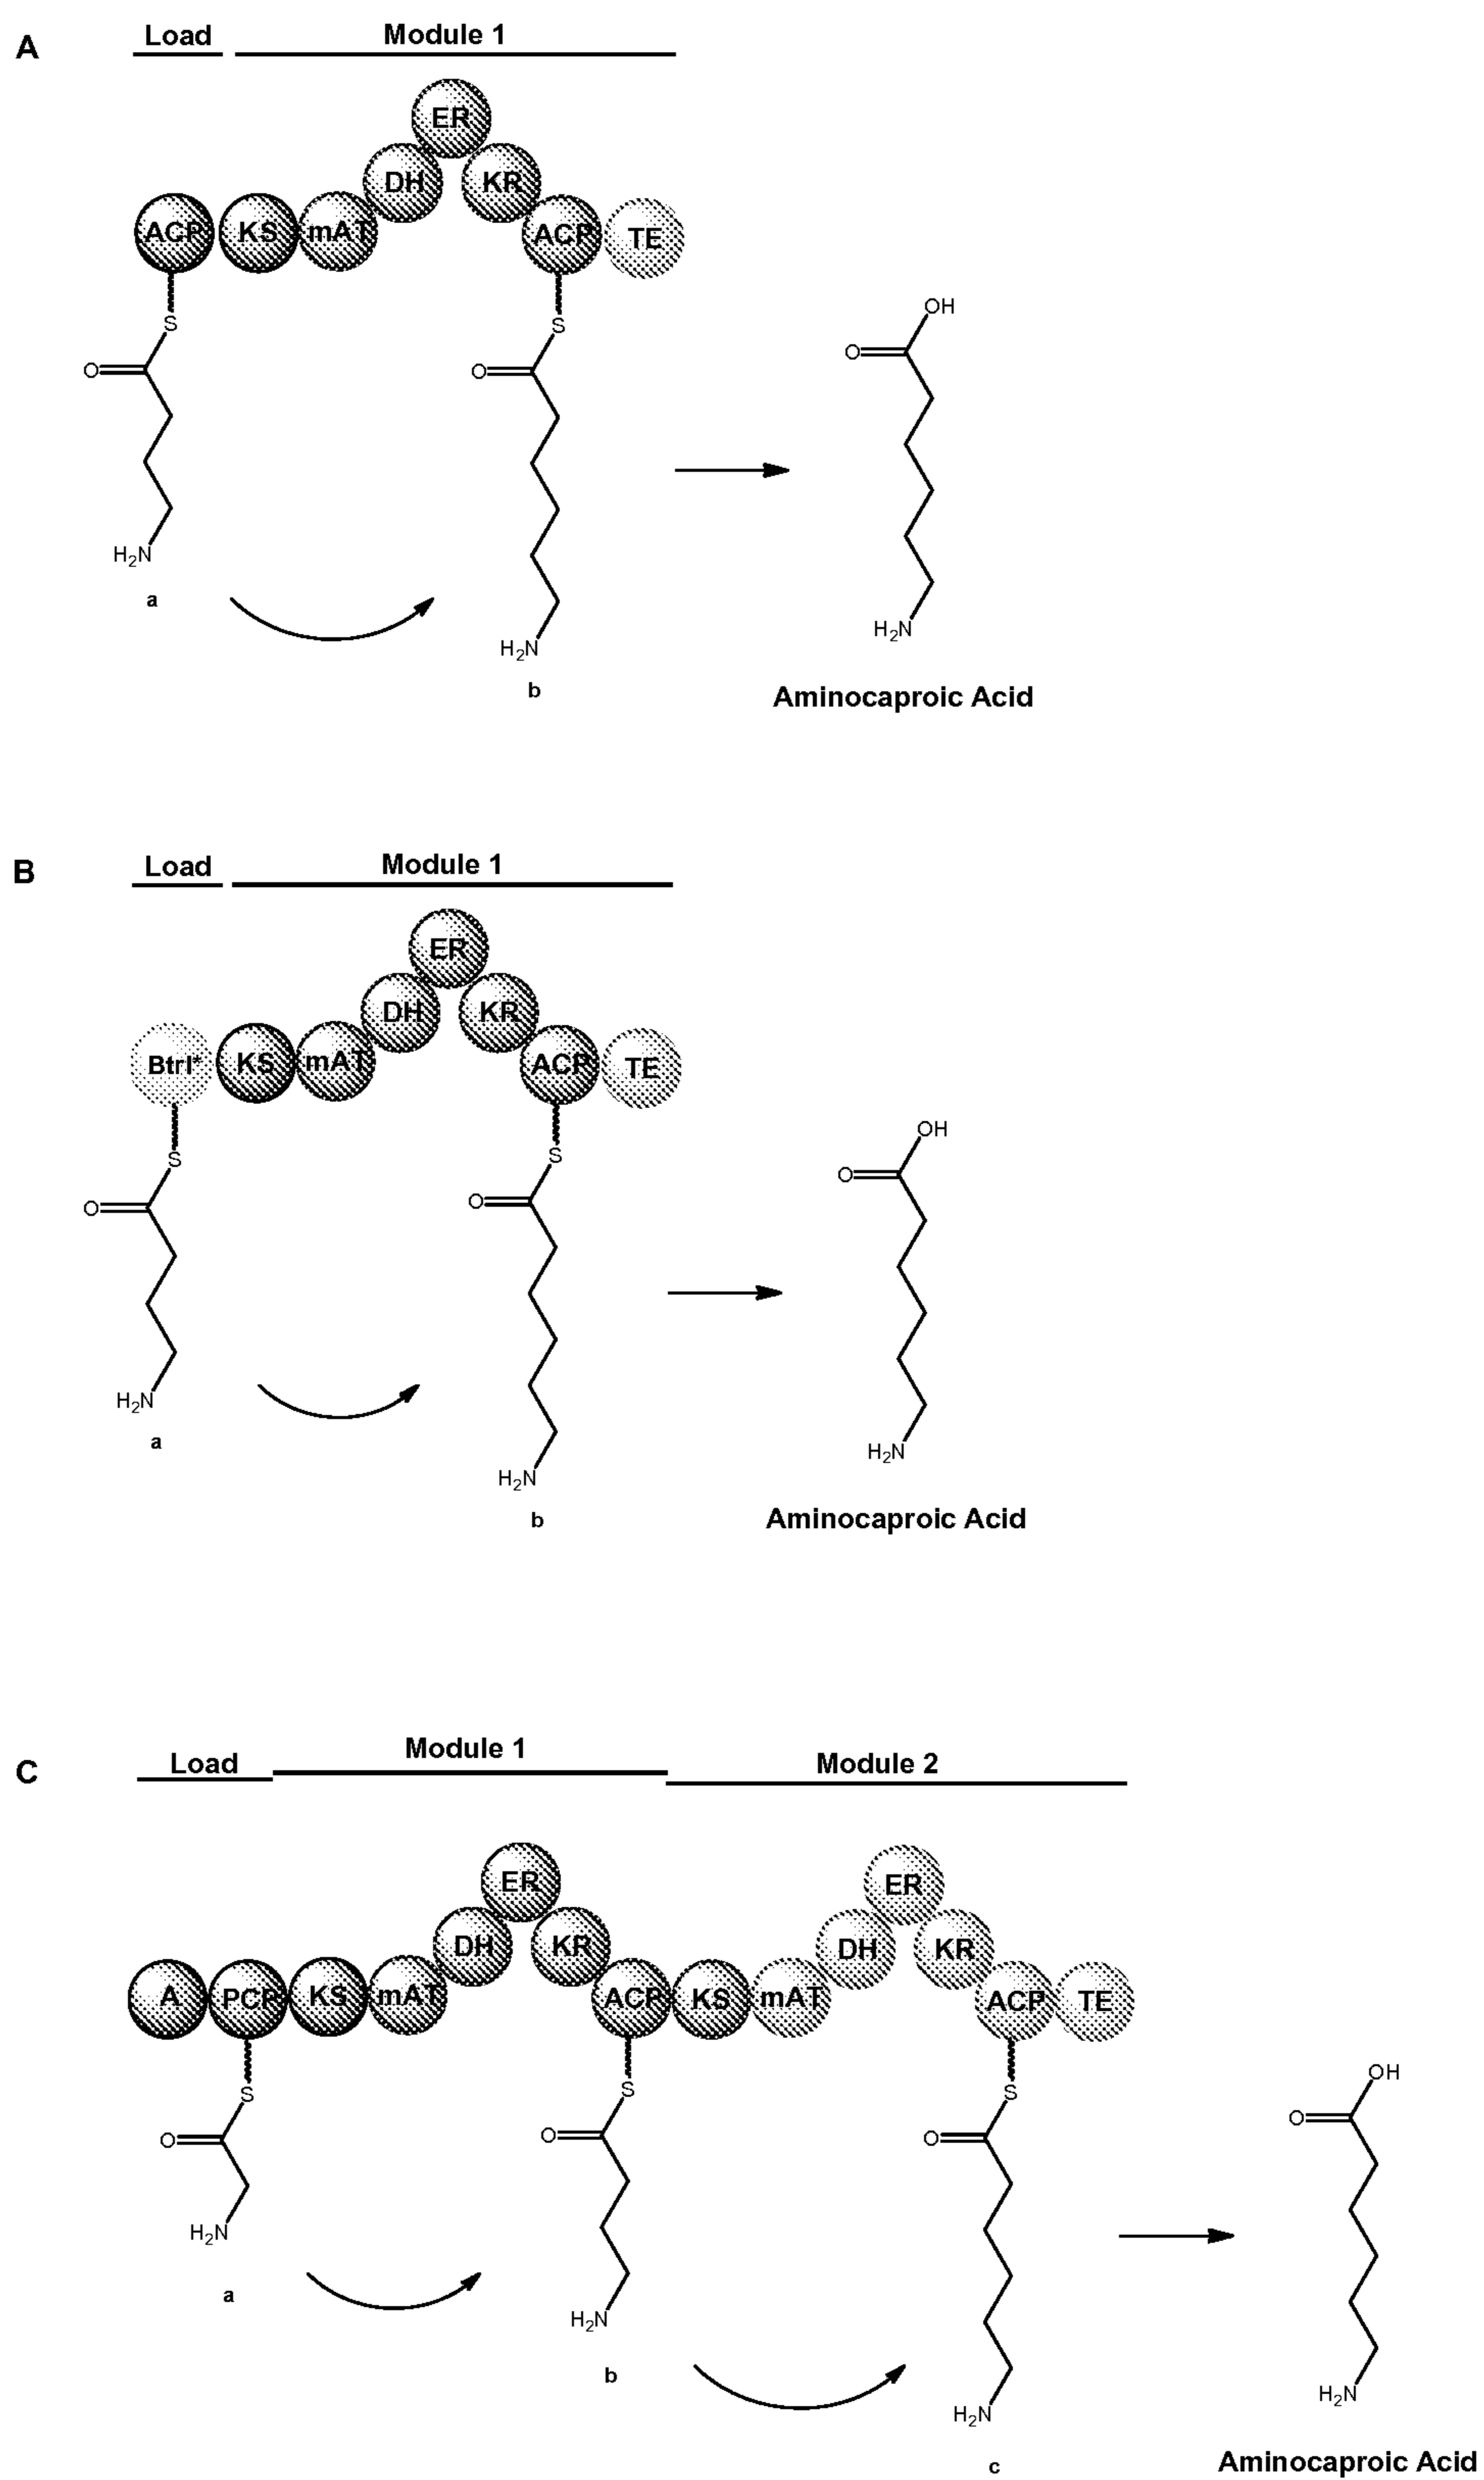 A
Load Module 1
ER
DH KR
ACP KS mAT ACP TE
S S
OH
O O O
H2N
a
H2N
H2N
b
Aminocaproic Acid
B
Load Module 1
ER
DH KR
BtrI* KS mAT ACP TE
OH
S S
O
O O
H2N
a
H2N
H2N
b
Aminocaproic Acid
C
Load Module 1 Module 2
ER ER
DH KR DH KR
A PCP KS mAT ACP KS mAT ACP TE
OH
S S S
O
O O O
H2N
a
H2N
b
H2N
H2N
c
Aminocaproic Acid